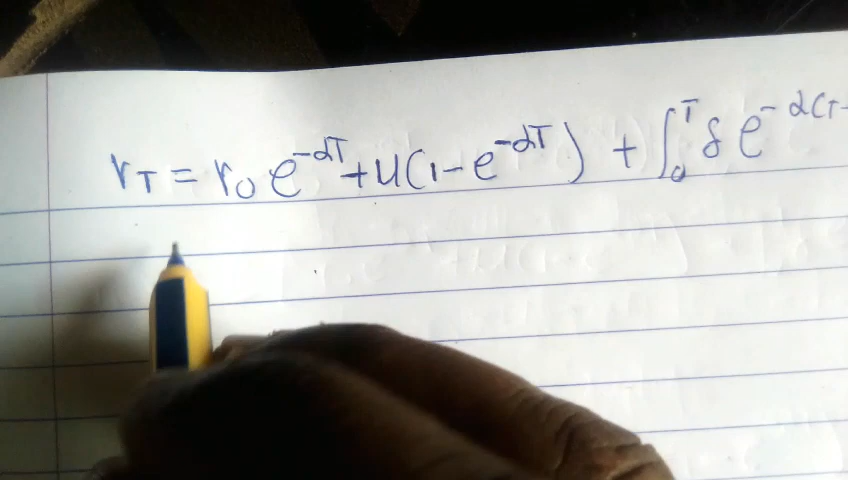 r_T = r_0 e^{-αT} + μ(1 - e^{-αT}) + ∫_0^T δ e^{-α(T-